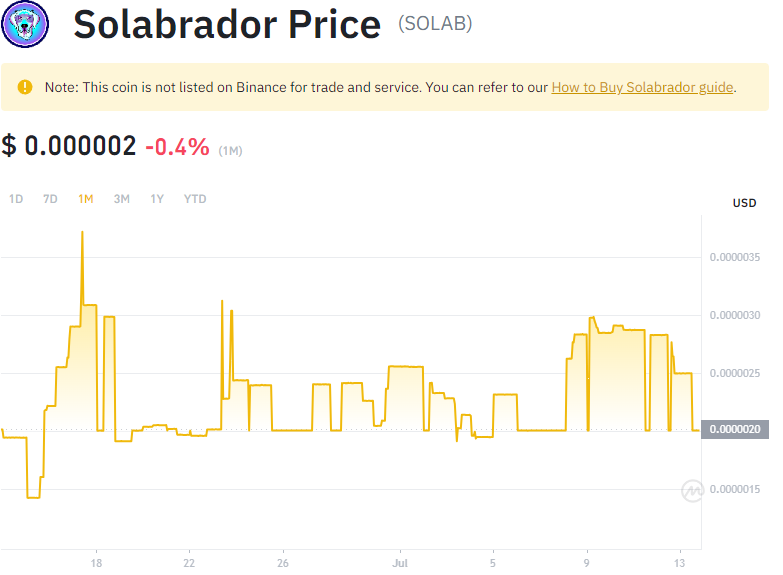 Solabrador Price (SOLAB)
Note: This coin is not listed on Binance for trade and service. You can refer to our How to Buy Solabrador guide.
$ 0.000002 -0.4% (1M)
1D 7D 1M 3M 1Y YTD
USD
0.0000035
0.0000030
0.0000025
0.0000020
0.0000015
18 22 26 Jul 5 9 13